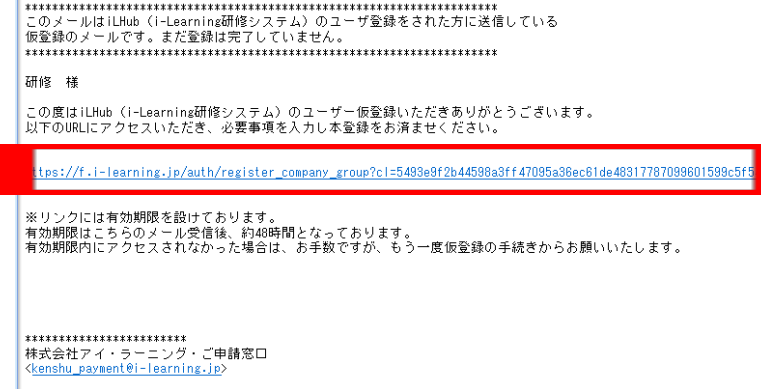 **********************************************************************
このメールはiLHub（i-Learning研修システム）のユーザ登録をされた方に送信している
仮登録のメールです。まだ登録は完了していません。
**********************************************************************
研修　様
この度はiLHub（i-Learning研修システム）のユーザー仮登録いただきありがとうございます。
以下のURLにアクセスいただき、必要事項を入力し本登録をお済ませください。
ttps://f.i-learning.jp/auth/register_company_group?cl=5493e9f2b44598a3ff47095a36ec61de48317787099601599c5f5
※リンクには有効期限を設けております。
有効期限はこちらのメール受信後、約48時間となっております。
有効期限内にアクセスされなかった場合は、お手数ですが、もう一度仮登録の手続きからお願いいたします。
************************
株式会社アイ・ラーニング・ご申請窓口
<kenshu_payment@i-learning.jp>